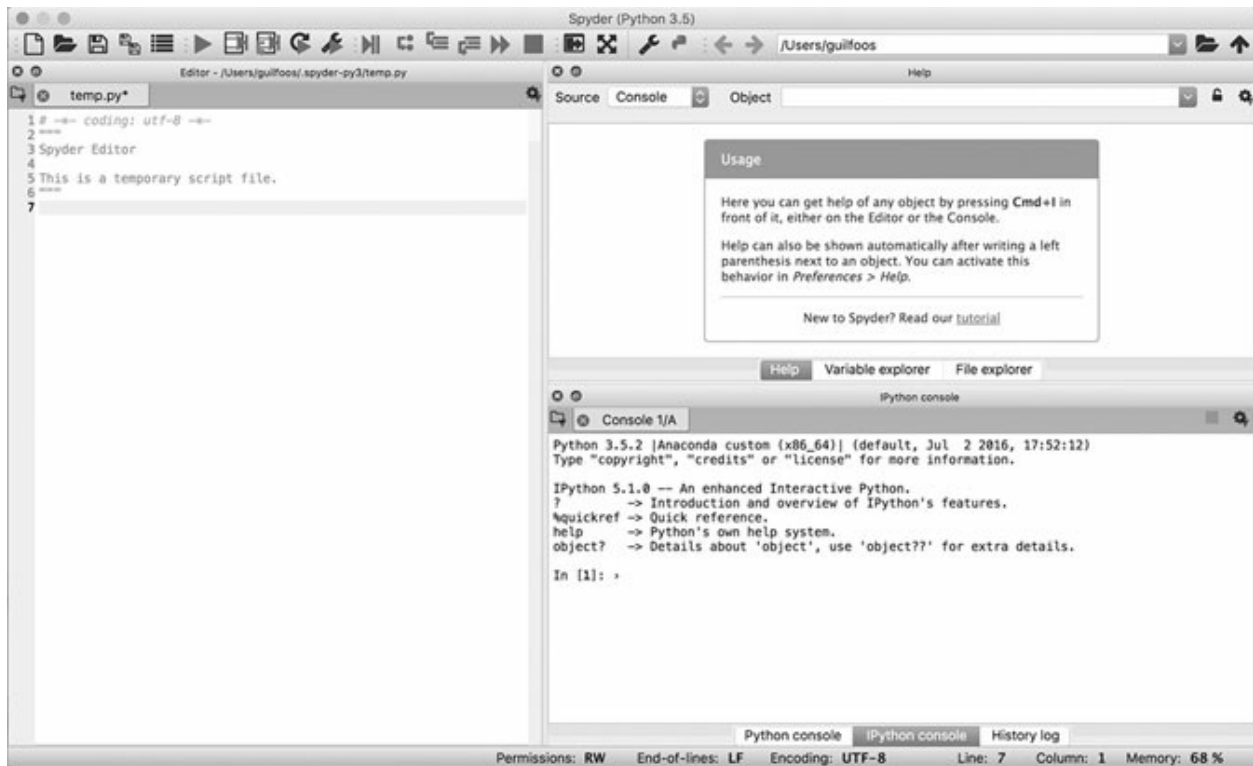 Spyder (Python 3.5)
/Users/guilfoos
Editor - /Users/guilfoos/.spyder-py3/temp.py
temp.py*
1 # -*- coding: utf-8 -*-
2 """
3 Spyder Editor
4
5 This is a temporary script file.
6 """
7
Help
Source Console Object
Usage
Here you can get help of any object by pressing Cmd+I in
front of it, either on the Editor or the Console.
Help can also be shown automatically after writing a left
parenthesis next to an object. You can activate this
behavior in Preferences > Help.
New to Spyder? Read our tutorial
Help Variable explorer File explorer
IPython console
Console 1/A
Python 3.5.2 |Anaconda custom (x86_64)| (default, Jul  2 2016, 17:52:12)
Type "copyright", "credits" or "license" for more information.
IPython 5.1.0 -- An enhanced Interactive Python.
?         -> Introduction and overview of IPython's features.
%quickref -> Quick reference.
help      -> Python's own help system.
object?   -> Details about 'object', use 'object??' for extra details.
In [1]:
Python console IPython console History log
Permissions: RW End-of-lines: LF Encoding: UTF-8 Line: 7 Column: 1 Memory: 68 %